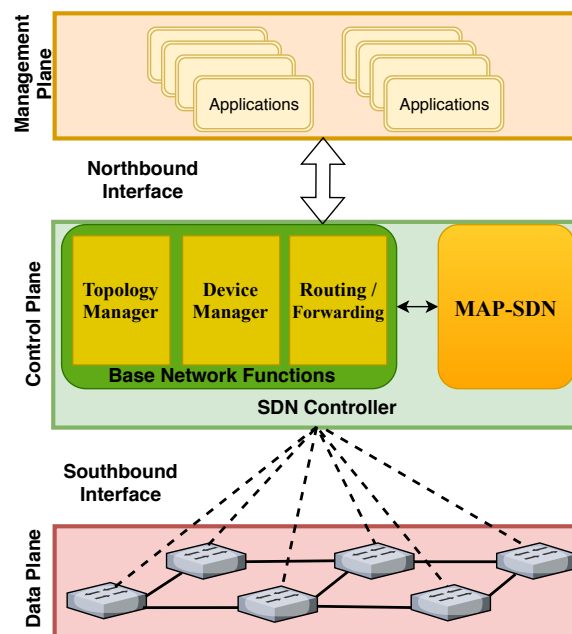 Management
Plane
Applications
Applications
Northbound
Interface
Control Plane
Topology
Manager
Device
Manager
Routing /
Forwarding
MAP-SDN
Base Network Functions
SDN Controller
Southbound
Interface
Data Plane